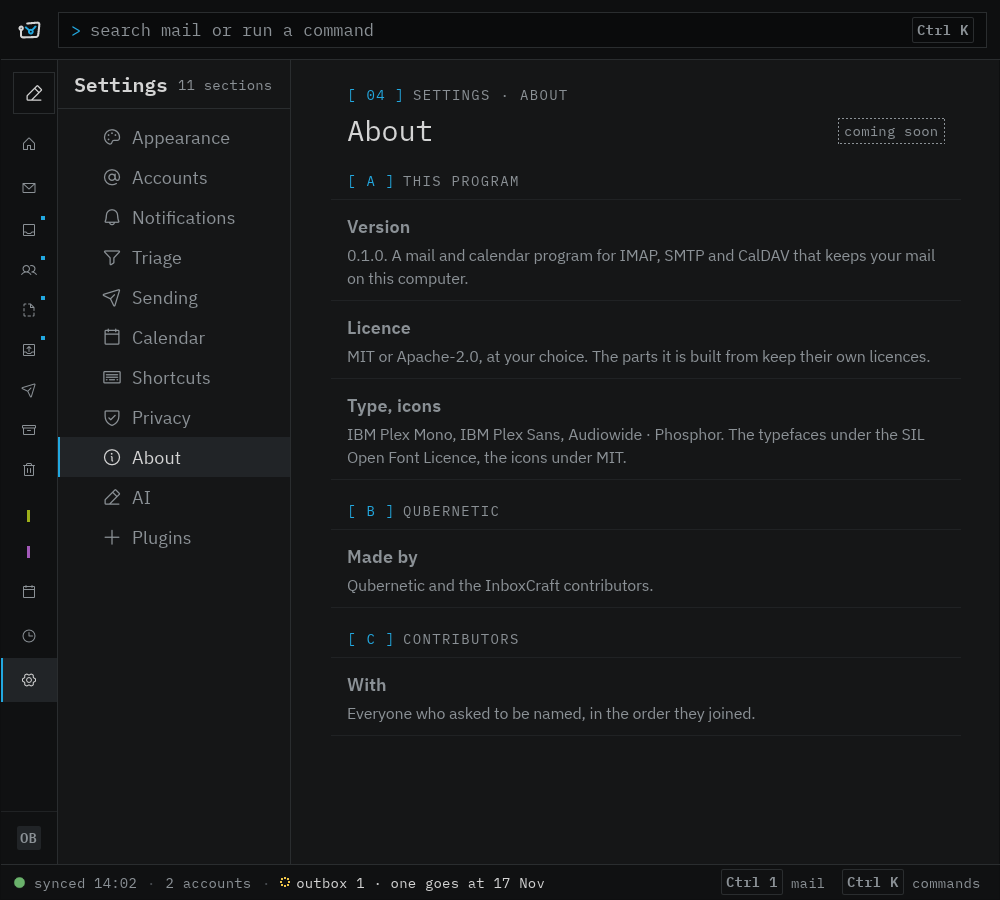 > search mail or run a command Ctrl K
Settings 11 sections
Appearance
Accounts
Notifications
Triage
Sending
Calendar
Shortcuts
Privacy
About
AI
Plugins
[ 04 ] SETTINGS · ABOUT
About
coming soon
[ A ] THIS PROGRAM
Version
0.1.0. A mail and calendar program for IMAP, SMTP and CalDAV that keeps your mail
on this computer.
Licence
MIT or Apache-2.0, at your choice. The parts it is built from keep their own licences.
Type, icons
IBM Plex Mono, IBM Plex Sans, Audiowide · Phosphor. The typefaces under the SIL
Open Font Licence, the icons under MIT.
[ B ] QUBERNETIC
Made by
Qubernetic and the InboxCraft contributors.
[ C ] CONTRIBUTORS
With
Everyone who asked to be named, in the order they joined.
OB
synced 14:02 · 2 accounts · outbox 1 · one goes at 17 Nov Ctrl 1 mail Ctrl K commands